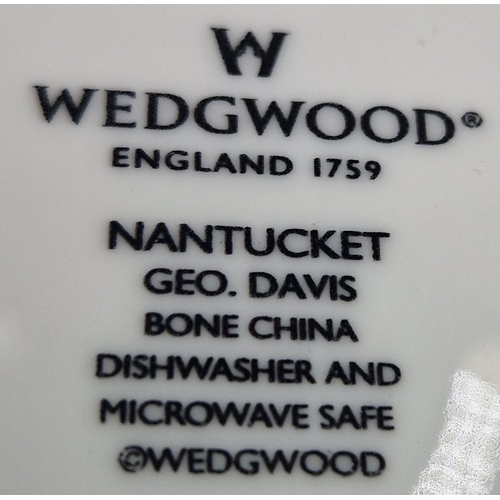 W
WEDGWOOD®
ENGLAND 1759
NANTUCKET
GEO. DAVIS
BONE CHINA
DISHWASHER AND
MICROWAVE SAFE
©WEDGWOOD